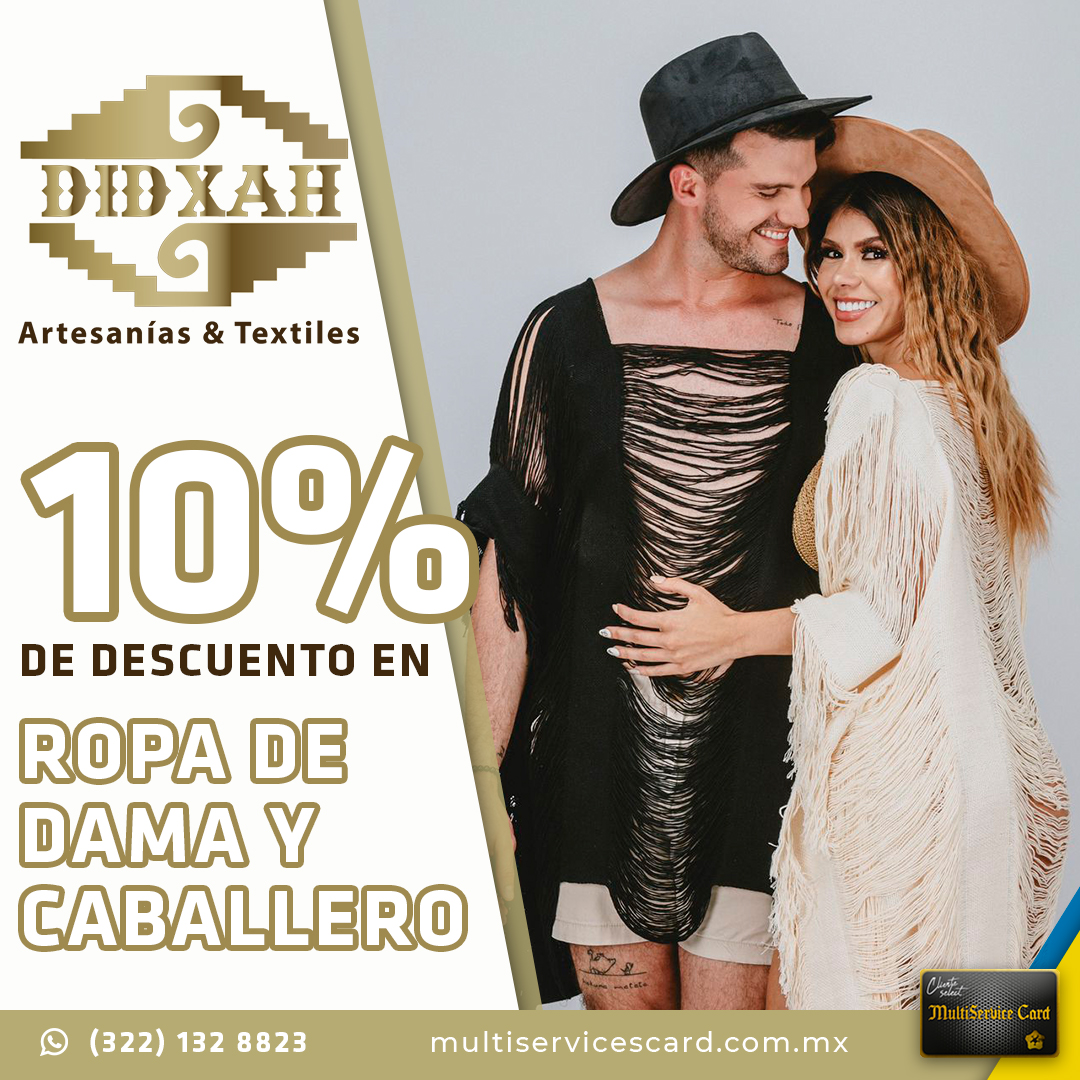 DIDXAH
Artesanías & Textiles
10%
DE DESCUENTO EN
ROPA DE
DAMA Y
CABALLERO
(322) 132 8823
multiservicescard.com.mx
Cliente
select
MultiService Card